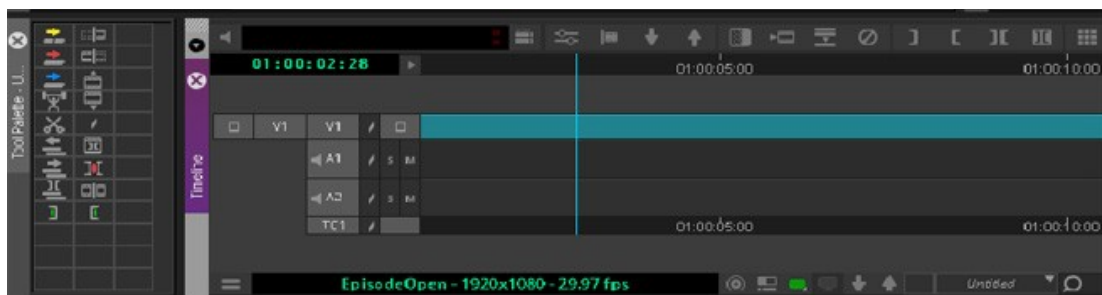 Tool Palette - U...
Timeline
01:00:02:28
01:00:05:00
01:00:10:00
V1
V1
A1
S M
A2
S M
TC1
01:00:05:00
01:00:10:00
EpisodeOpen - 1920x1080 - 29.97 fps
Untitled